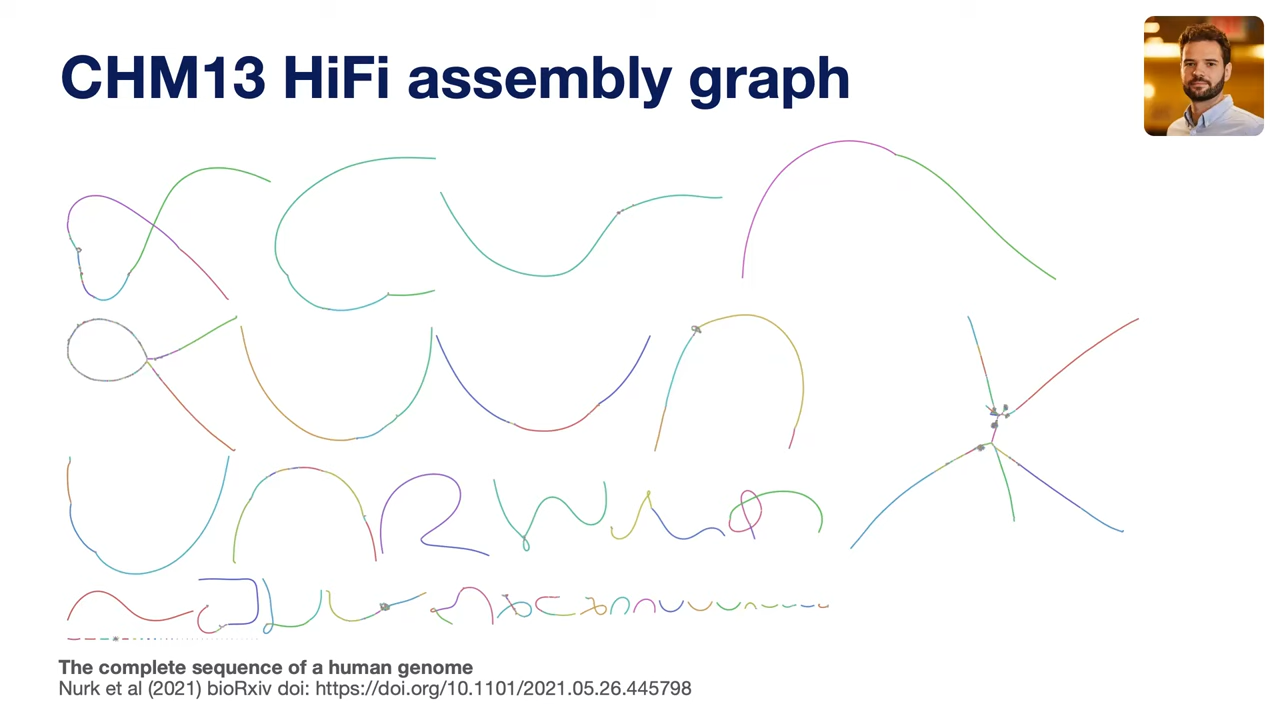 CHM13 HiFi assembly graph
The complete sequence of a human genome
Nurk et al (2021) bioRxiv doi: https://doi.org/10.1101/2021.05.26.445798